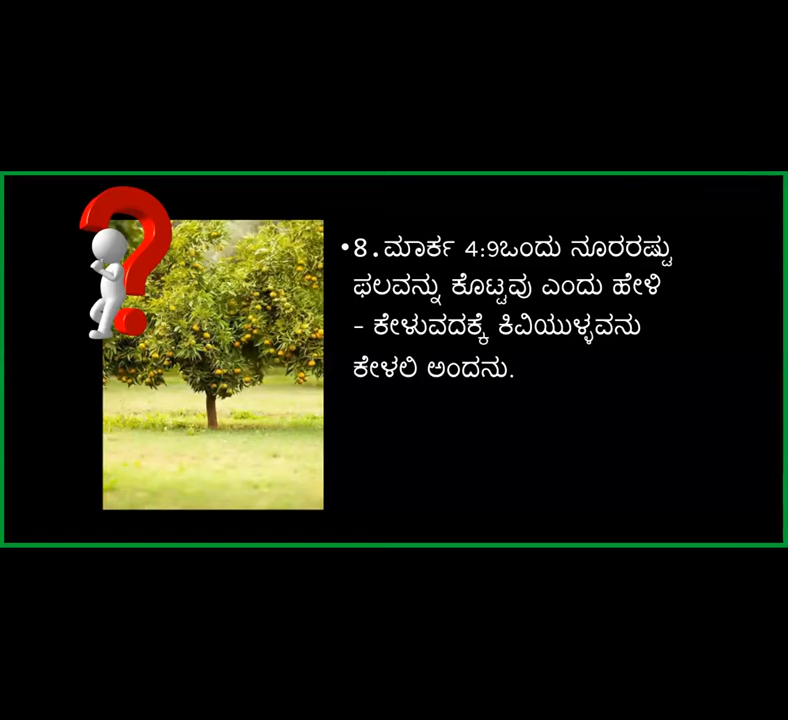 •8.ಮಾರ್ಕ 4:9ಒಂದು ನೂರರಷ್ಟು
ಫಲವನ್ನು ಕೊಟ್ಟವು ಎಂದು ಹೇಳಿ
- ಕೇಳುವದಕ್ಕೆ ಕಿವಿಯುಳ್ಳವನು
ಕೇಳಲಿ ಅಂದನು.